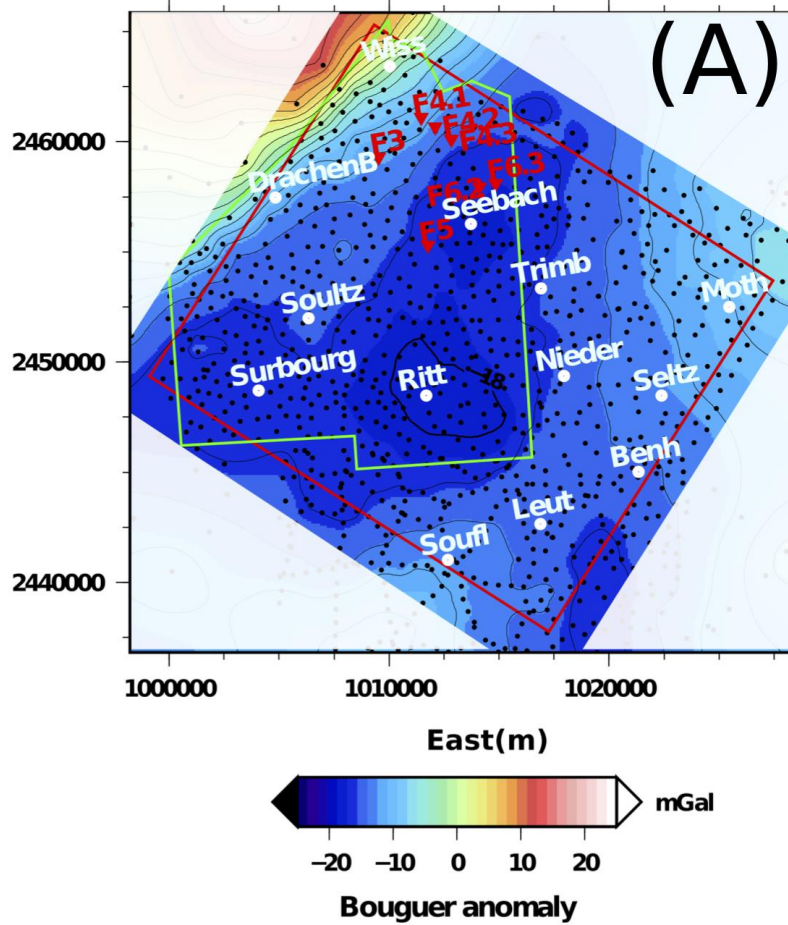 (A)
Wiss
F4.1
F4.2
2460000
F4.3
F3
F6.3
DrachenB
F6.2
Seebach
F5
Trimb
Moth
Soultz
2450000
Nieder
Surbourg
Ritt
-18
Seltz
Benh
Leut
Soufl
2440000
1000000 1010000 1020000
East(m)
mGal
−20 −10 0 10 20
Bouguer anomaly